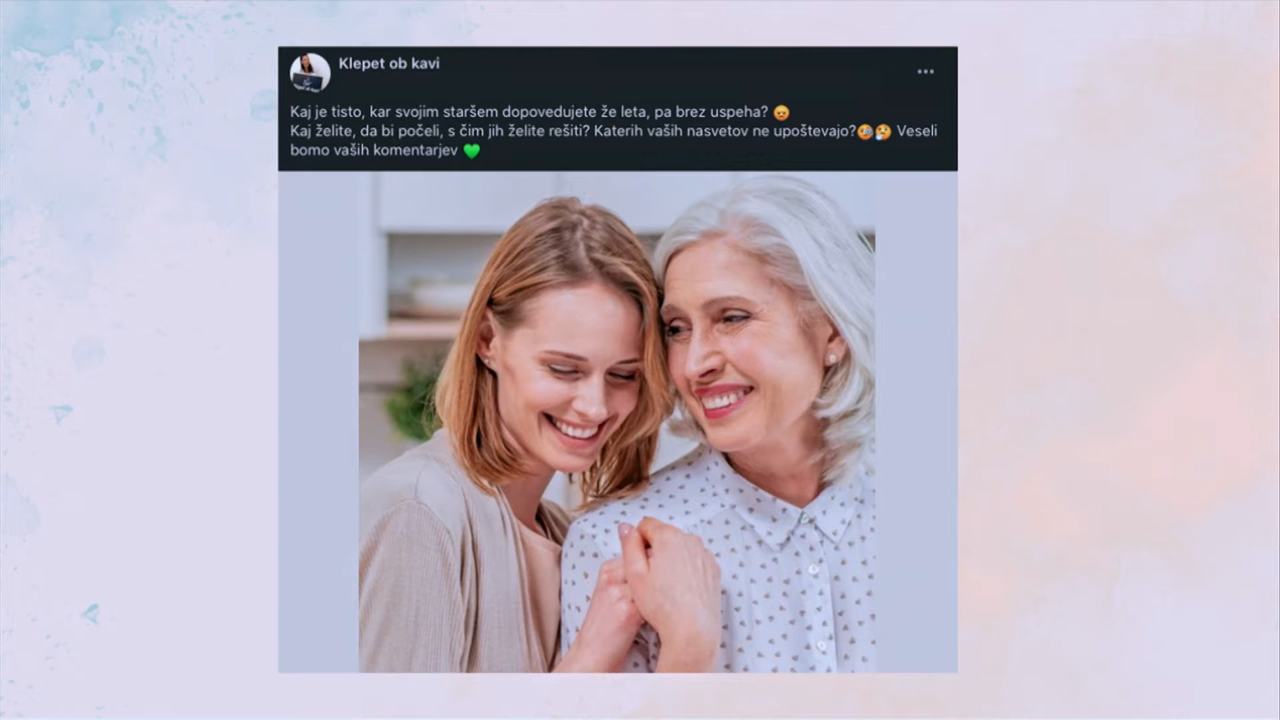 Klepet ob kavi
Kaj je tisto, kar svojim staršem dopovedujete že leta, pa brez uspeha? 😠
Kaj želite, da bi počeli, s čim jih želite rešiti? Katerih vaših nasvetov ne upoštevajo?🥲😮‍💨 Veseli
bomo vaših komentarjev 💚